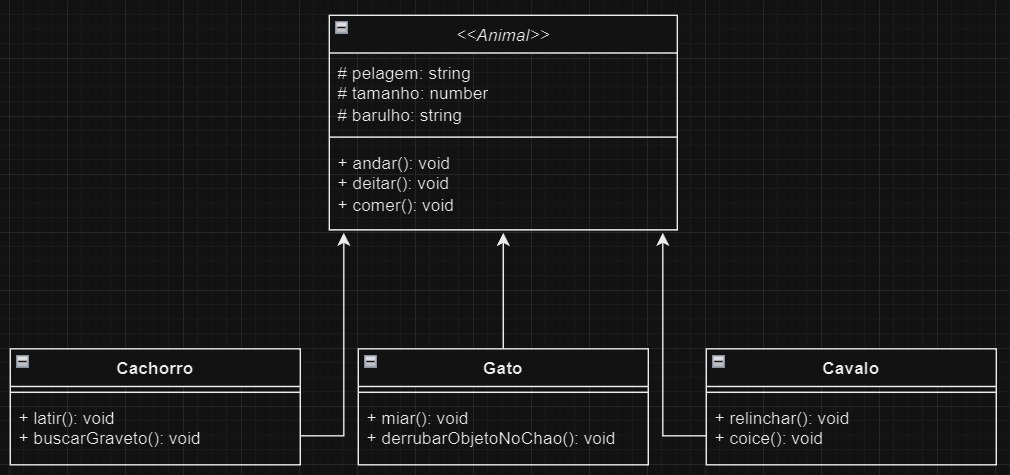 <<Animal>>
# pelagem: string
# tamanho: number
# barulho: string
+ andar(): void
+ deitar(): void
+ comer(): void
Cachorro
+ latir(): void
+ buscarGraveto(): void
Gato
+ miar(): void
+ derrubarObjetoNoChao(): void
Cavalo
+ relinchar(): void
+ coice(): void